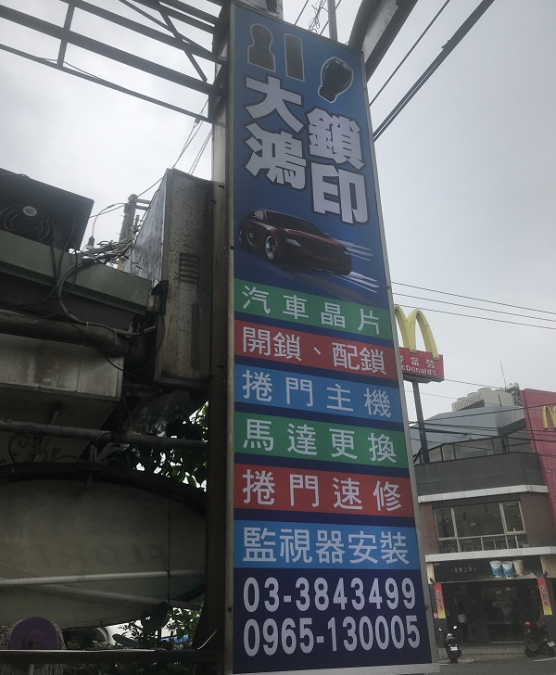 大鴻
鎖印
汽車晶片
開鎖、配鎖
捲門主機
馬達更換
捲門速修
監視器安裝
03-3843499
0965-130005
McDonald's